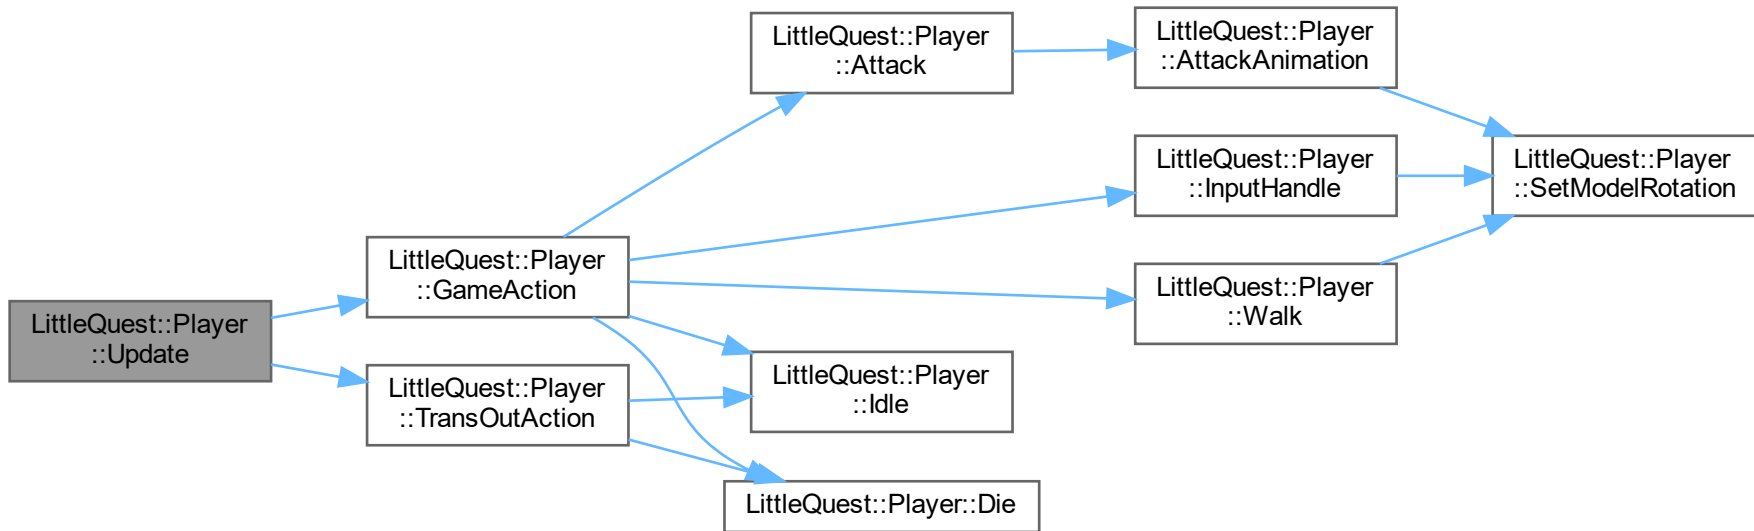 LittleQuest::Player
::Update
LittleQuest::Player
::GameAction
LittleQuest::Player
::TransOutAction
LittleQuest::Player
::Attack
LittleQuest::Player
::Idle
LittleQuest::Player::Die
LittleQuest::Player
::AttackAnimation
LittleQuest::Player
::InputHandle
LittleQuest::Player
::Walk
LittleQuest::Player
::SetModelRotation